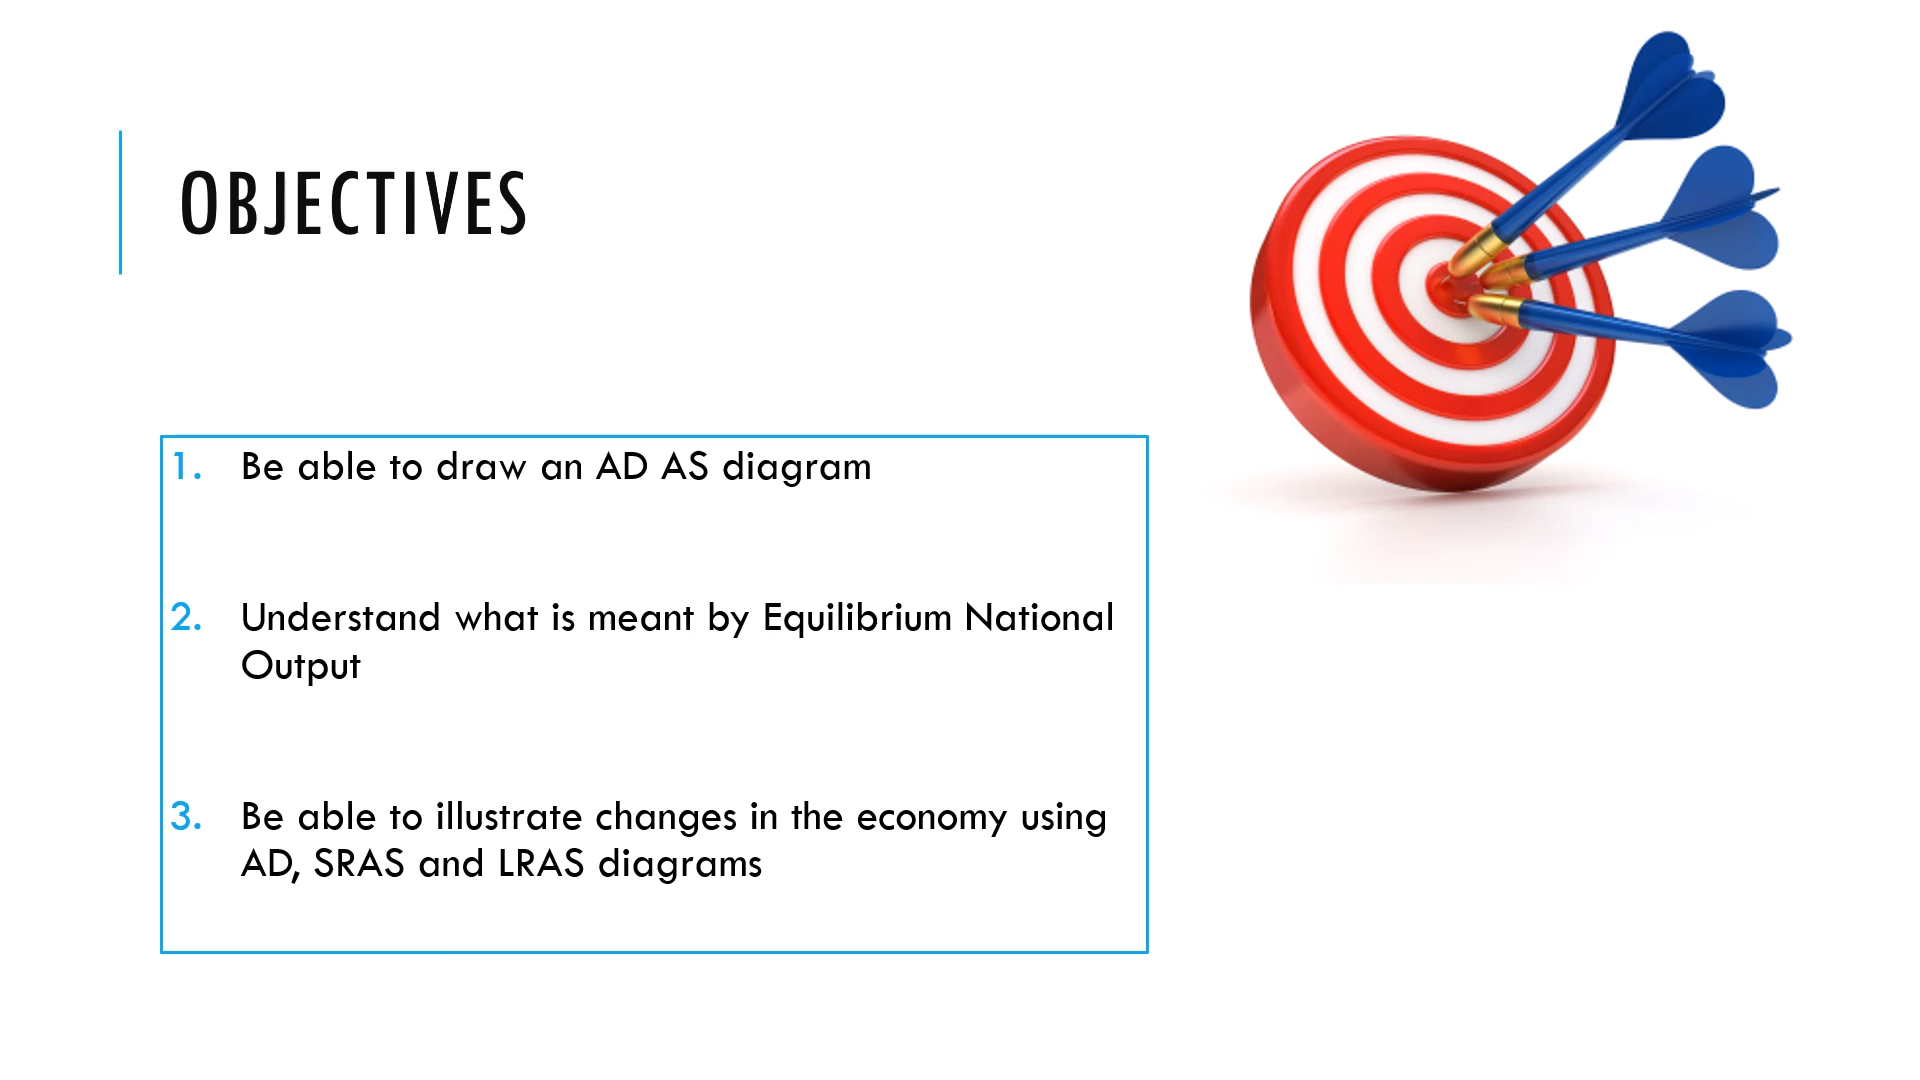 OBJECTIVES
1. Be able to draw an AD AS diagram
2. Understand what is meant by Equilibrium National
Output
3. Be able to illustrate changes in the economy using
AD, SRAS and LRAS diagrams